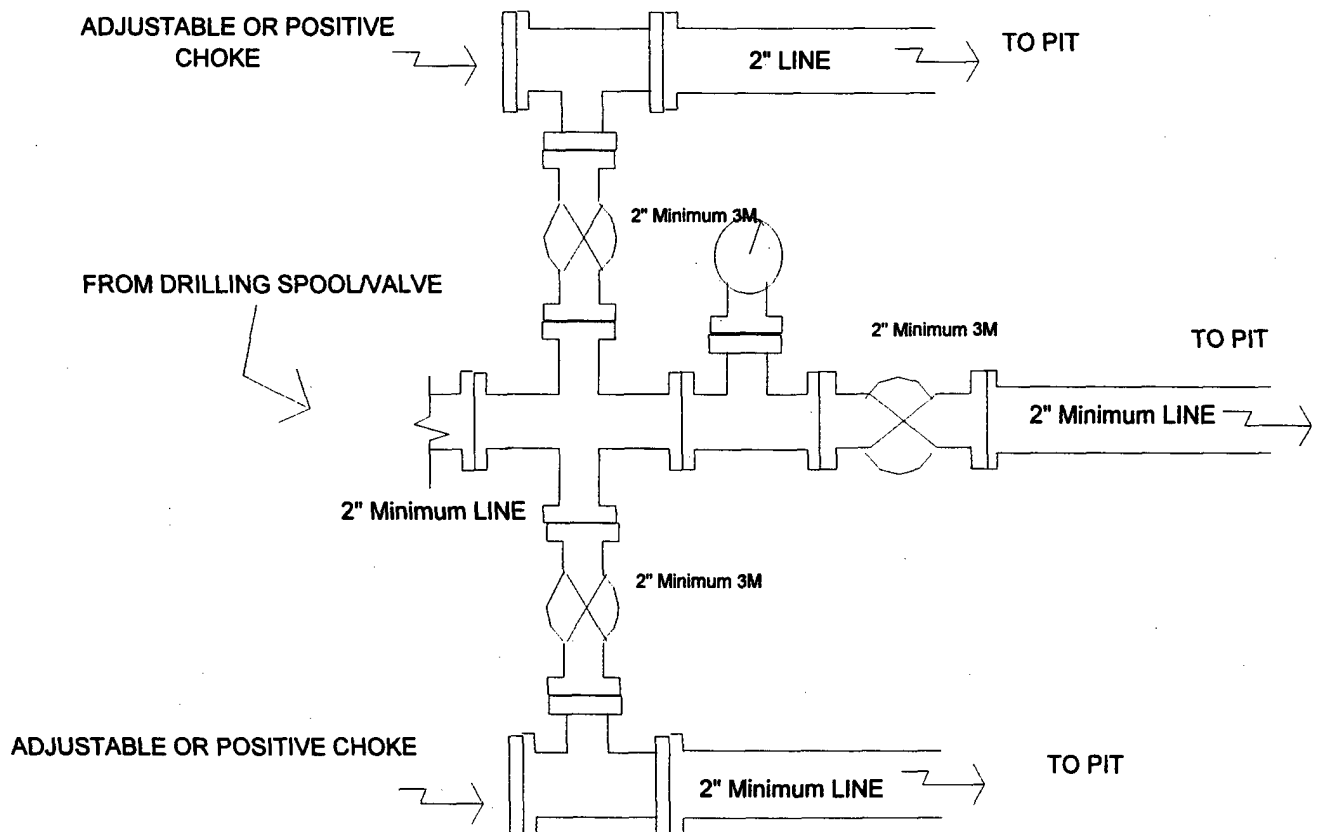 ADJUSTABLE OR POSITIVE
CHOKE
2" LINE
TO PIT
2" Minimum 3M
FROM DRILLING SPOOL/VALVE
2" Minimum 3M
TO PIT
2" Minimum LINE
2" Minimum LINE
2" Minimum 3M
ADJUSTABLE OR POSITIVE CHOKE
2" Minimum LINE
TO PIT